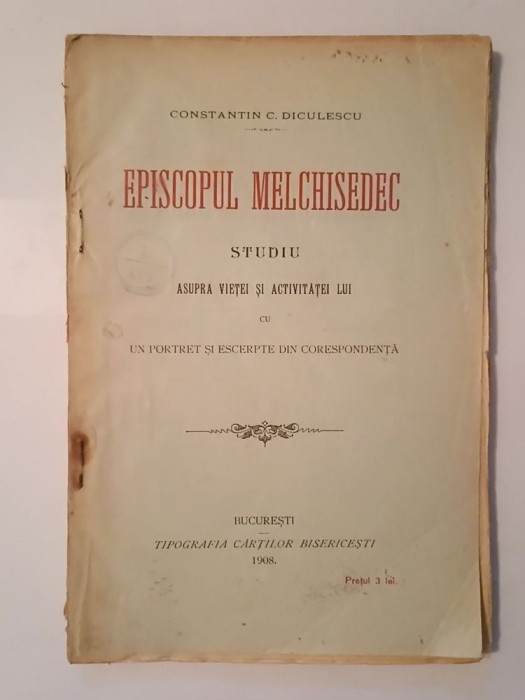 CONSTANTIN C. DICULESCU
EPISCOPUL MELCHISEDEC
STUDIU
ASUPRA VIEȚEI ȘI ACTIVITĂȚEI LUI
CU
UN PORTRET ȘI ESCERPTE DIN CORESPONDENȚĂ
BUCUREȘTI
TIPOGRAFIA CĂRȚILOR BISERICEȘTI
1908.
Prețul 3 lei.